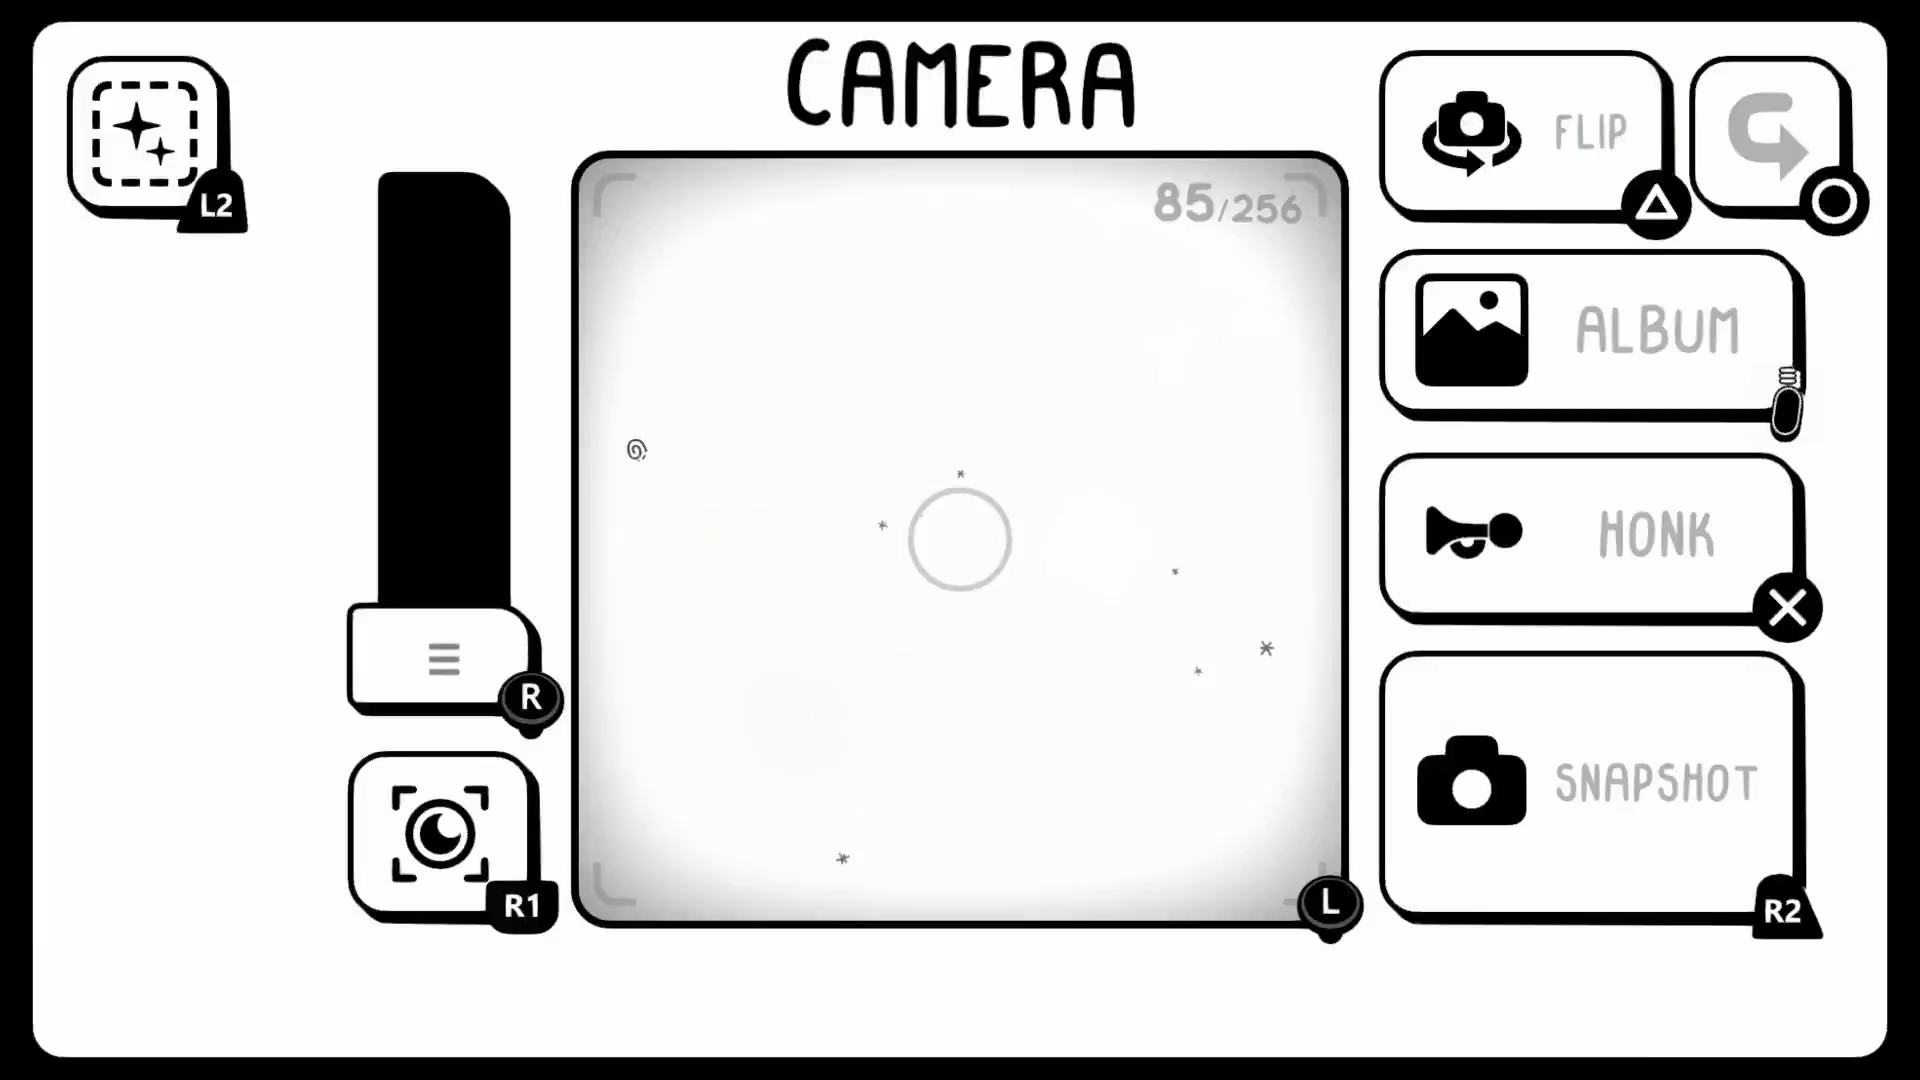 CAMERA
L2
85/256
FLIP
ALBUM
HONK
R
SNAPSHOT
R1
L
R2